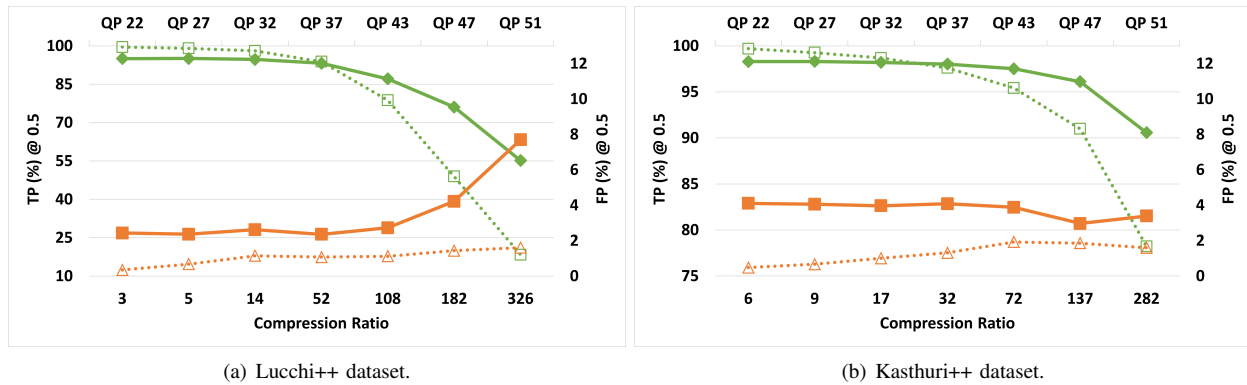 QP 22 QP 27 QP 32 QP 37 QP 43 QP 47 QP 51
100
85
70
55
40
25
10
TP (%) @ 0.5
12
10
8
6
4
2
0
FP (%) @ 0.5
3 5 14 52 108 182 326
Compression Ratio
(a) Lucchi++ dataset.
QP 22 QP 27 QP 32 QP 37 QP 43 QP 47 QP 51
100
95
90
85
80
75
TP (%) @ 0.5
12
10
8
6
4
2
0
FP (%) @ 0.5
6 9 17 32 72 137 282
Compression Ratio
(b) Kasthuri++ dataset.